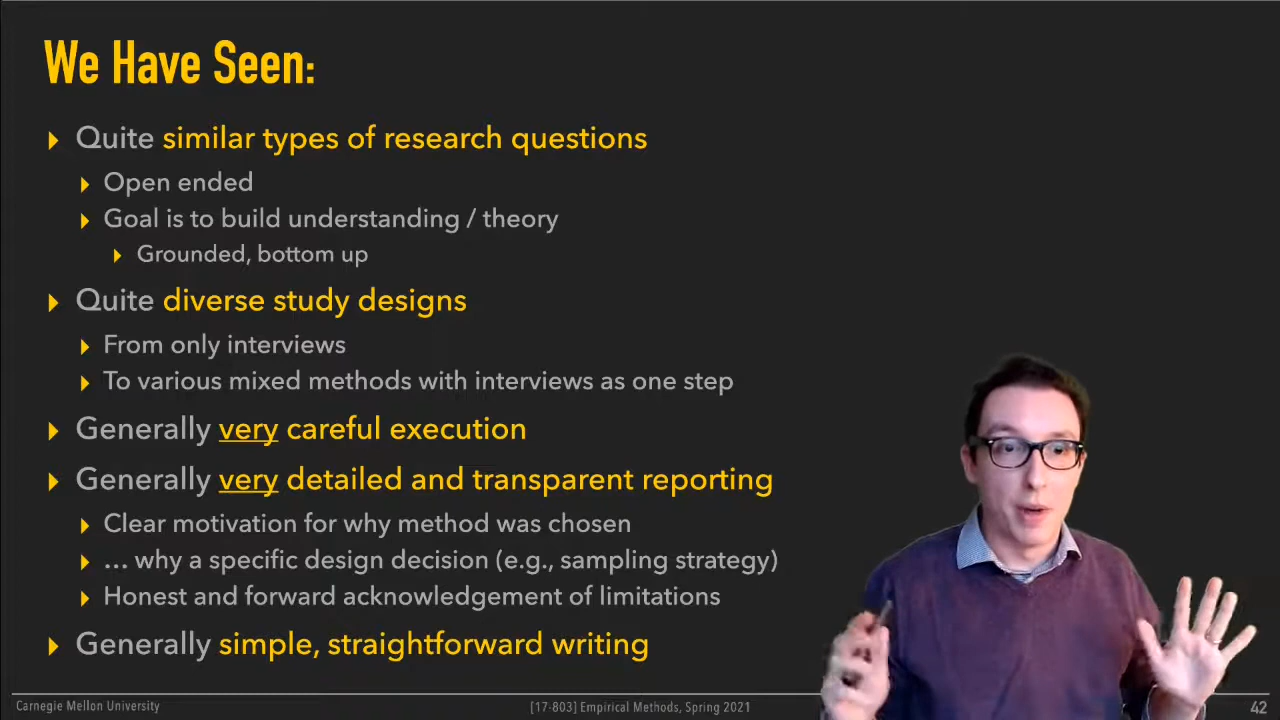 We Have Seen:
Quite similar types of research questions
Open ended
Goal is to build understanding / theory
Grounded, bottom up
Quite diverse study designs
From only interviews
To various mixed methods with interviews as one step
Generally very careful execution
Generally very detailed and transparent reporting
Clear motivation for why method was chosen
... why a specific design decision (e.g., sampling strategy)
Honest and forward acknowledgement of limitations
Generally simple, straightforward writing
Carnegie Mellon University
[17-803] Empirical Methods, Spring 2021
42